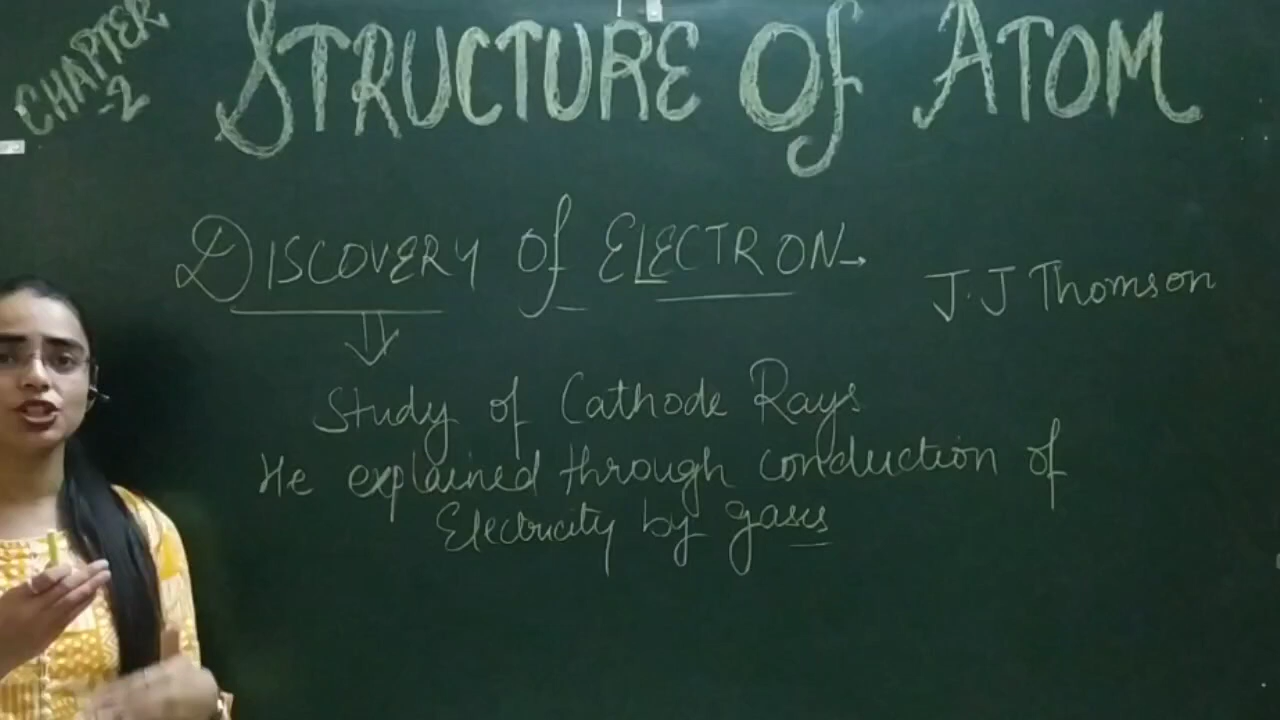 CHAPTER
-2
STRUCTURE OF ATOM
DISCOVERY Of ELECTRON→ J.J Thomson
⇓
Study of Cathode Rays
He explained through conduction of
Electricity by gases